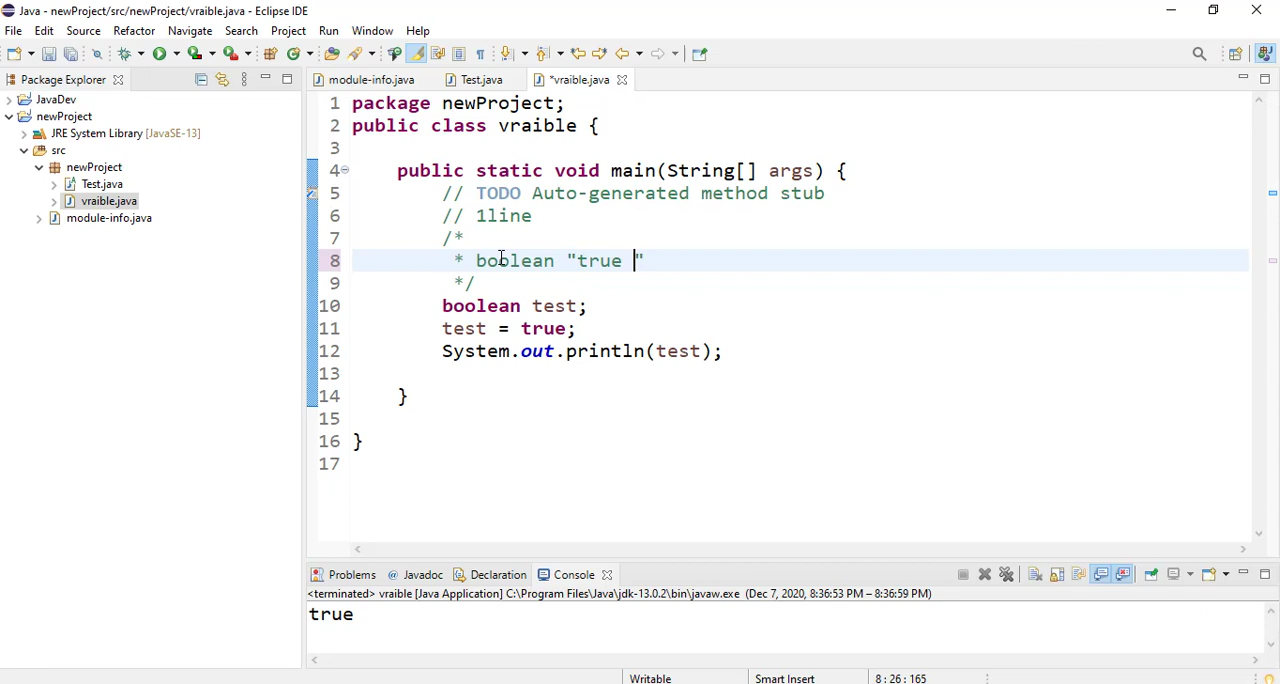 Java - newProject/src/newProject/vraible.java - Eclipse IDE
File Edit Source Refactor Navigate Search Project Run Window Help
Package Explorer
module-info.java Test.java *vraible.java
JavaDev
newProject
JRE System Library [JavaSE-13]
src
newProject
Test.java
vraible.java
module-info.java
1 package newProject;
2 public class vraible {
3
4 public static void main(String[] args) {
5 // TODO Auto-generated method stub
6 // 1line
7 /*
8 * boolean "true "
9 */
10 boolean test;
11 test = true;
12 System.out.println(test);
13
14 }
15
16 }
17
Problems @ Javadoc Declaration Console
<terminated> vraible [Java Application] C:\Program Files\Java\jdk-13.0.2\bin\javaw.exe (Dec 7, 2020, 8:36:53 PM – 8:36:59 PM)
true
Writable Smart Insert 8 : 26 : 165